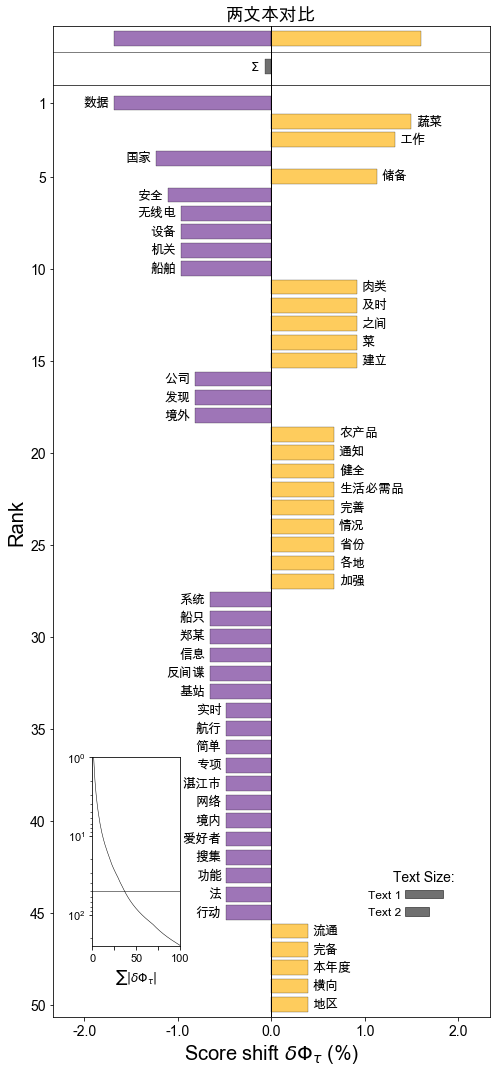 两文本对比
Σ
1
数据
蔬菜
工作
国家
5
储备
安全
无线电
设备
机关
10
船舶
肉类
及时
之间
菜
15
建立
公司
发现
境外
农产品
20
通知
健全
生活必需品
完善
情况
25
省份
各地
加强
系统
船只
30
郑某
信息
反间谍
基站
实时
35
航行
简单
专项
湛江市
网络
40
境内
爱好者
搜集
功能
法
45
行动
流通
完备
本年度
横向
50
地区
Rank
10⁰
10¹
10²
0
50
100
∑|δΦτ|
Text Size:
Text 1
Text 2
-2.0
-1.0
0.0
1.0
2.0
Score shift δΦτ (%)